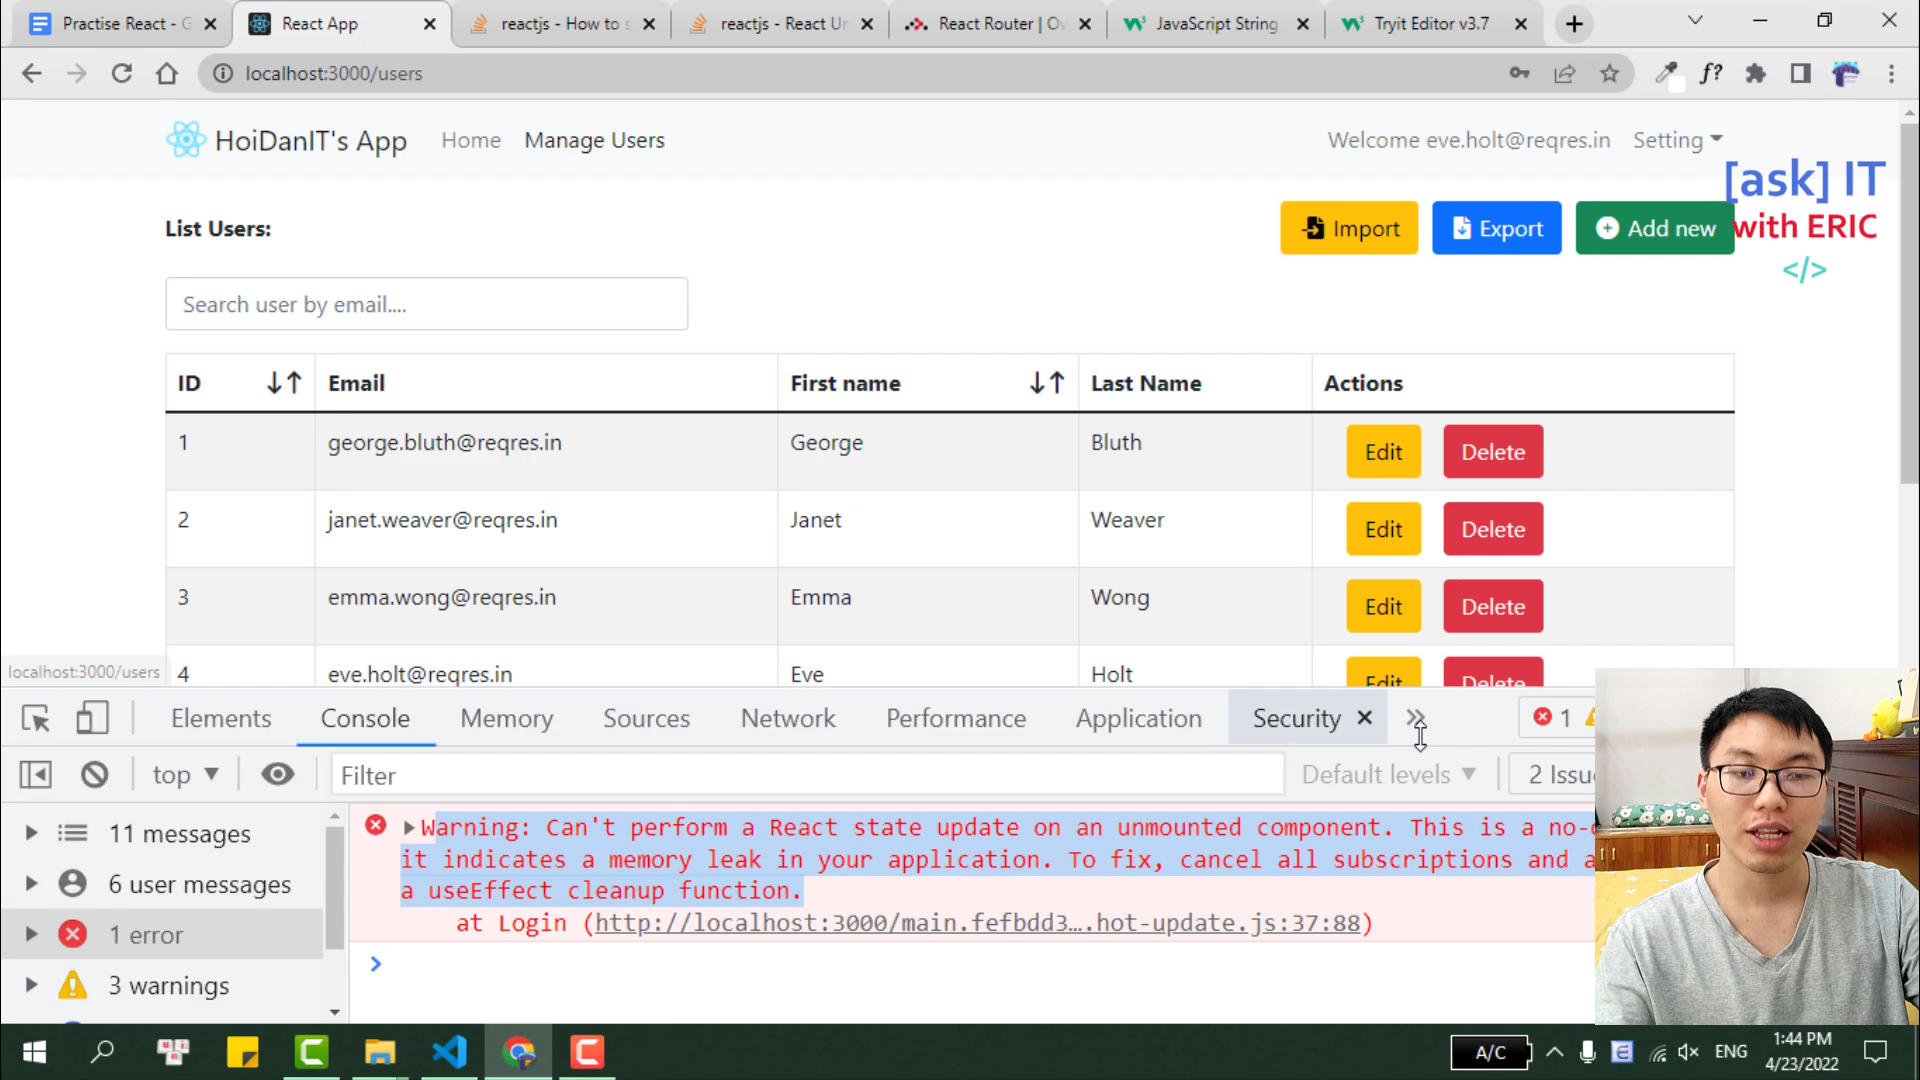 Practise React - G
React App
reactjs - How to s
reactjs - React Ur
React Router | Ov
JavaScript String
Tryit Editor v3.7
localhost:3000/users
f?
HoiDanIT's App
Home
Manage Users
Welcome eve.holt@reqres.in
Setting
[ask] IT
with ERIC
</>
List Users:
Import
Export
Add new
Search user by email....
ID
Email
First name
Last Name
Actions
1
george.bluth@reqres.in
George
Bluth
Edit
Delete
2
janet.weaver@reqres.in
Janet
Weaver
Edit
Delete
3
emma.wong@reqres.in
Emma
Wong
Edit
Delete
localhost:3000/users
4
eve.holt@reqres.in
Eve
Holt
Edit
Delete
Elements
Console
Memory
Sources
Network
Performance
Application
Security
1
top
Filter
Default levels
2 Issu
11 messages
6 user messages
1 error
3 warnings
Warning: Can't perform a React state update on an unmounted component. This is a no-
it indicates a memory leak in your application. To fix, cancel all subscriptions and a
a useEffect cleanup function.
at Login (http://localhost:3000/main.fefbdd3….hot-update.js:37:88)
A/C
ENG
1:44 PM
4/23/2022